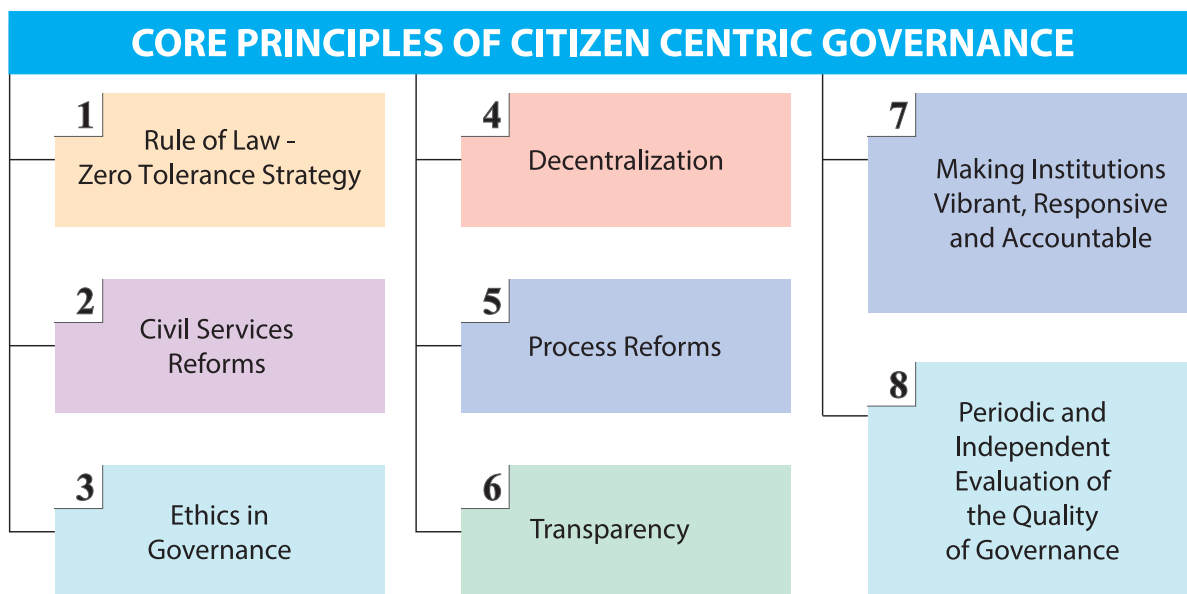 CORE PRINCIPLES OF CITIZEN CENTRIC GOVERNANCE
1
Rule of Law -
Zero Tolerance Strategy
2
Civil Services
Reforms
3
Ethics in
Governance
4
Decentralization
5
Process Reforms
6
Transparency
7
Making Institutions
Vibrant, Responsive
and Accountable
8
Periodic and
Independent
Evaluation of
the Quality
of Governance